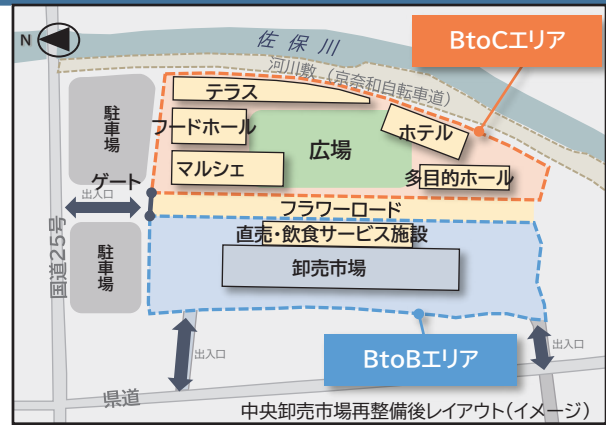 N
佐保川
BtoCエリア
河川敷（京奈和自転車道）
テラス
駐車場
フードホール
ホテル
広場
マルシェ
多目的ホール
ゲート
出入口
フラワーロード
国道25号
直売・飲食サービス施設
駐車場
卸売市場
BtoBエリア
出入口
出入口
県道
中央卸売市場再整備後レイアウト(イメージ)